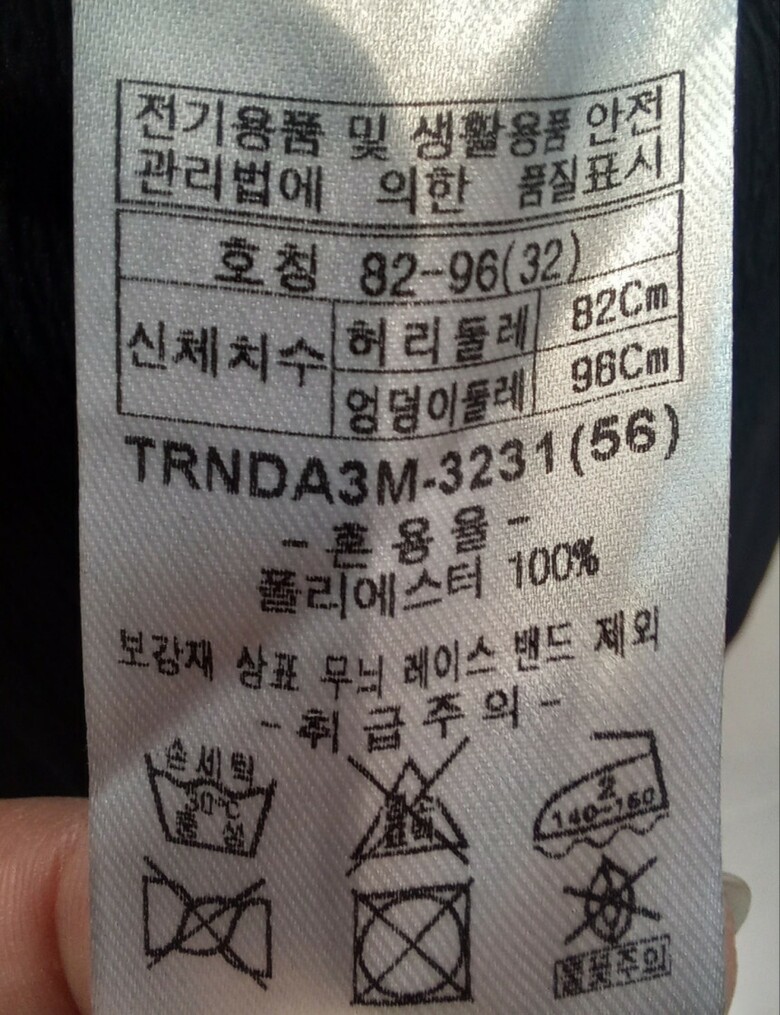 전기용품 및 생활용품 안전
관리법에 의한 품질표시
호칭 82-96(32)
신체치수 허리둘레 82Cm
엉덩이둘레 96Cm
TRNDA3M-3231(56)
- 혼용율 -
폴리에스터 100%
보강재 상표 무늬 레이스 밴드 제외
- 취급주의 -
손세탁
30℃
140~160